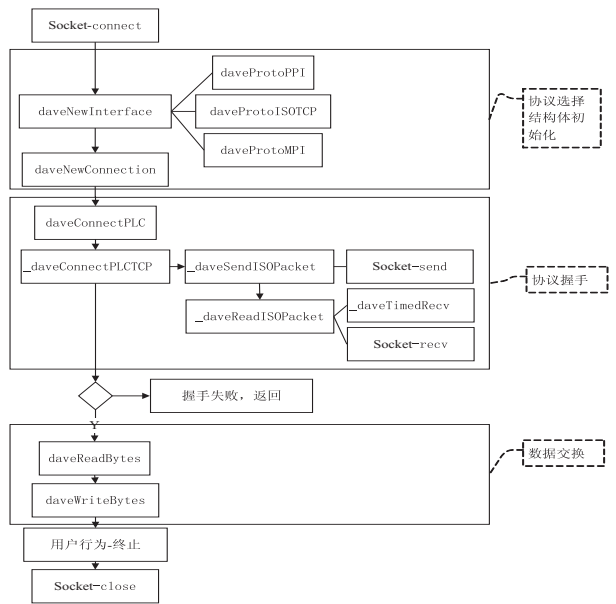 Socket-connect
daveProtoPPI
daveNewInterface
daveProtoISOTCP
daveProtoMPI
daveNewConnection
协议选择
结构体初
始化
daveConnectPLC
_daveConnectPLCTCP
_daveSendISOPacket
Socket-send
_daveReadISOPacket
_daveTimedRecv
Socket-recv
协议握手
握手失败，返回
Y
daveReadBytes
daveWriteBytes
数据交换
用户行为-终止
Socket-close